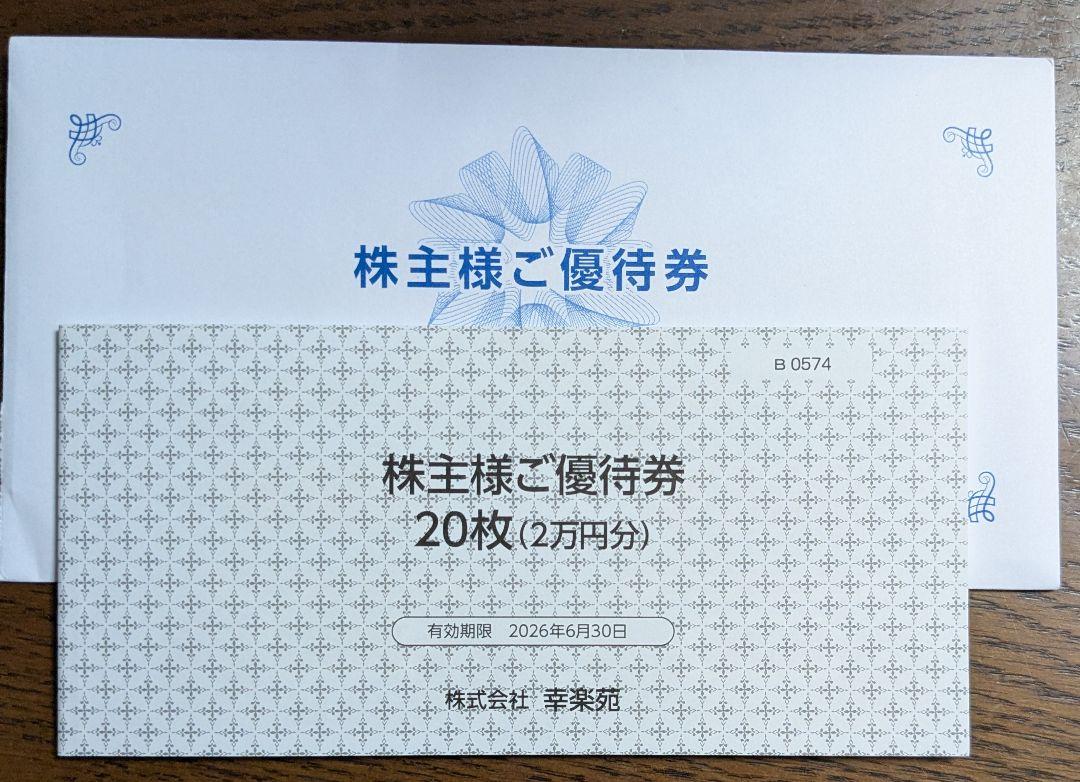 株主様ご優待券
B 0574
株主様ご優待券
20枚(2万円分)
有効期限 2026年6月30日
株式会社 幸楽苑